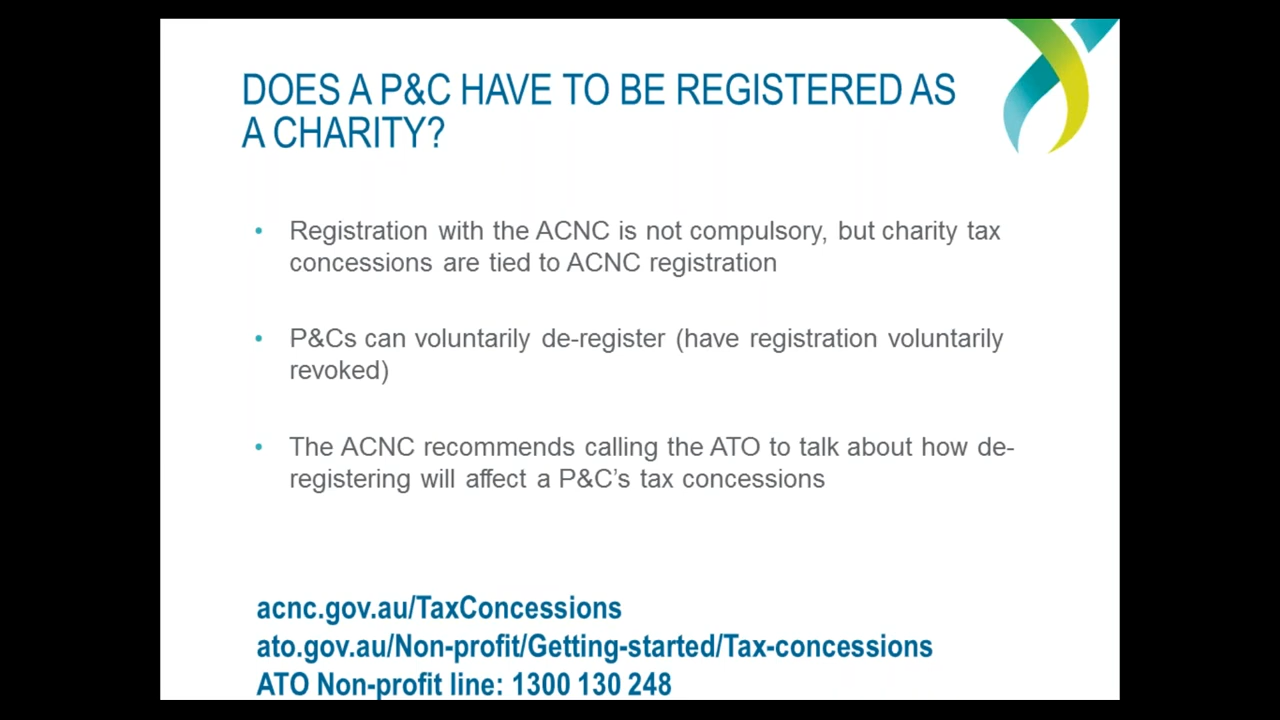 DOES A P&C HAVE TO BE REGISTERED AS
A CHARITY?
• Registration with the ACNC is not compulsory, but charity tax
concessions are tied to ACNC registration
• P&Cs can voluntarily de-register (have registration voluntarily
revoked)
• The ACNC recommends calling the ATO to talk about how de-
registering will affect a P&C’s tax concessions
acnc.gov.au/TaxConcessions
ato.gov.au/Non-profit/Getting-started/Tax-concessions
ATO Non-profit line: 1300 130 248